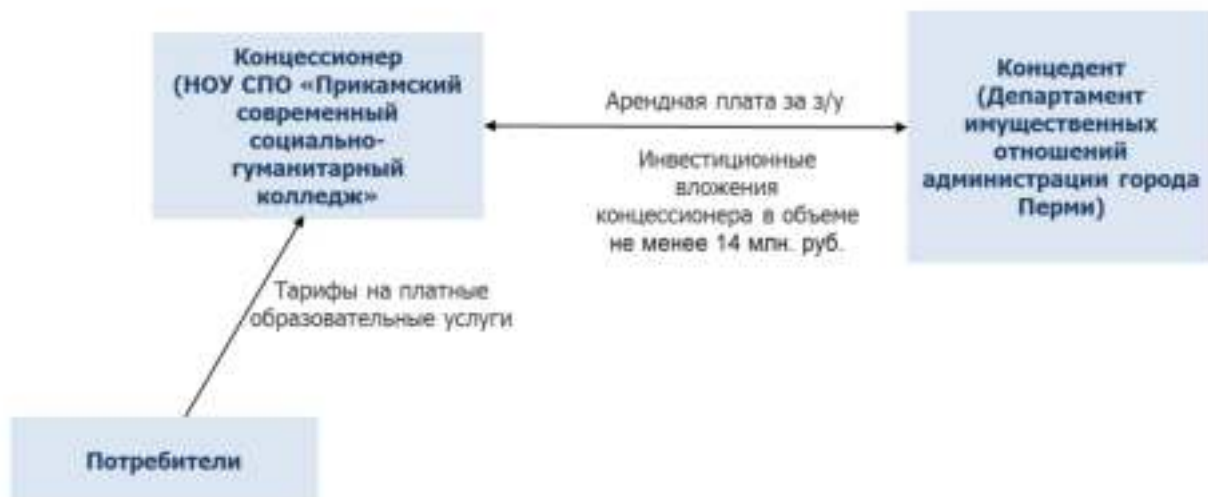 Концессионер
(НОУ СПО «Прикамский
современный
социально-
гуманитарный
колледж»
Арендная плата за з/у
Инвестиционные
вложения
концессионера в объеме
не менее 14 млн. руб.
Концедент
(Департамент
имущественных
отношений
администрации города
Перми)
Тарифы на платные
образовательные услуги
Потребители